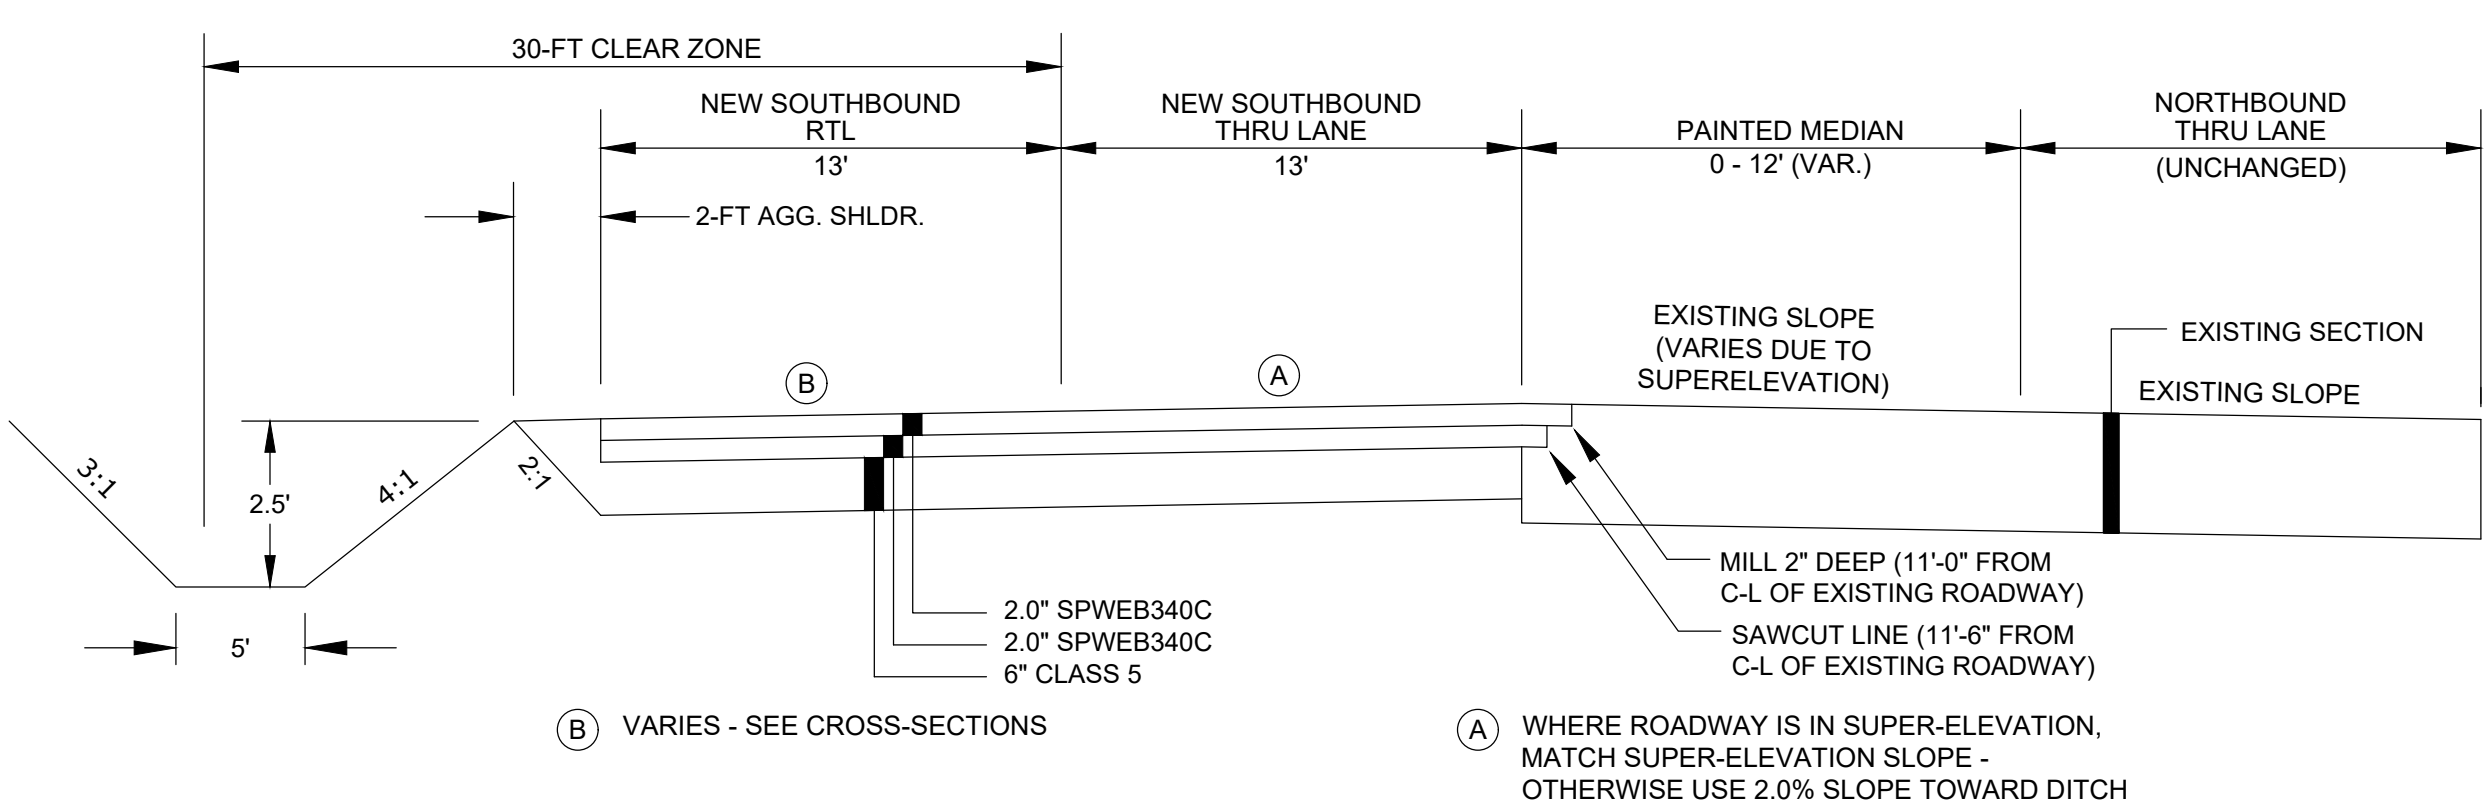 30-FT CLEAR ZONE
NEW SOUTHBOUND
RTL
13'
NEW SOUTHBOUND
THRU LANE
13'
PAINTED MEDIAN
0 - 12' (VAR.)
NORTHBOUND
THRU LANE
(UNCHANGED)
2-FT AGG. SHLDR.
EXISTING SLOPE
(VARIES DUE TO
SUPERELEVATION)
EXISTING SECTION
EXISTING SLOPE
B
A
3:1
2.5'
4:1
2:1
5'
2.0" SPWEB340C
2.0" SPWEB340C
6" CLASS 5
MILL 2" DEEP (11'-0" FROM
C-L OF EXISTING ROADWAY)
SAWCUT LINE (11'-6" FROM
C-L OF EXISTING ROADWAY)
B VARIES - SEE CROSS-SECTIONS
A WHERE ROADWAY IS IN SUPER-ELEVATION,
MATCH SUPER-ELEVATION SLOPE -
OTHERWISE USE 2.0% SLOPE TOWARD DITCH